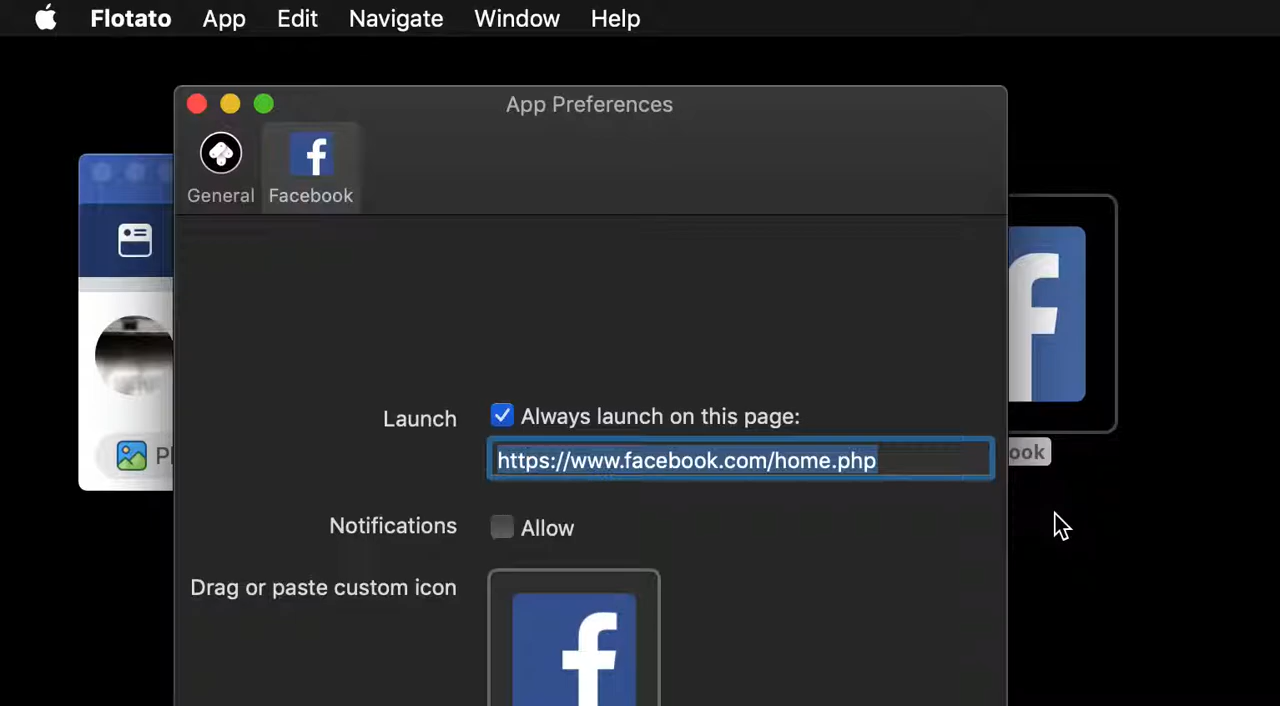 Flotato App Edit Navigate Window Help
App Preferences
General Facebook
Launch Always launch on this page:
https://www.facebook.com/home.php
ook
Notifications Allow
Drag or paste custom icon